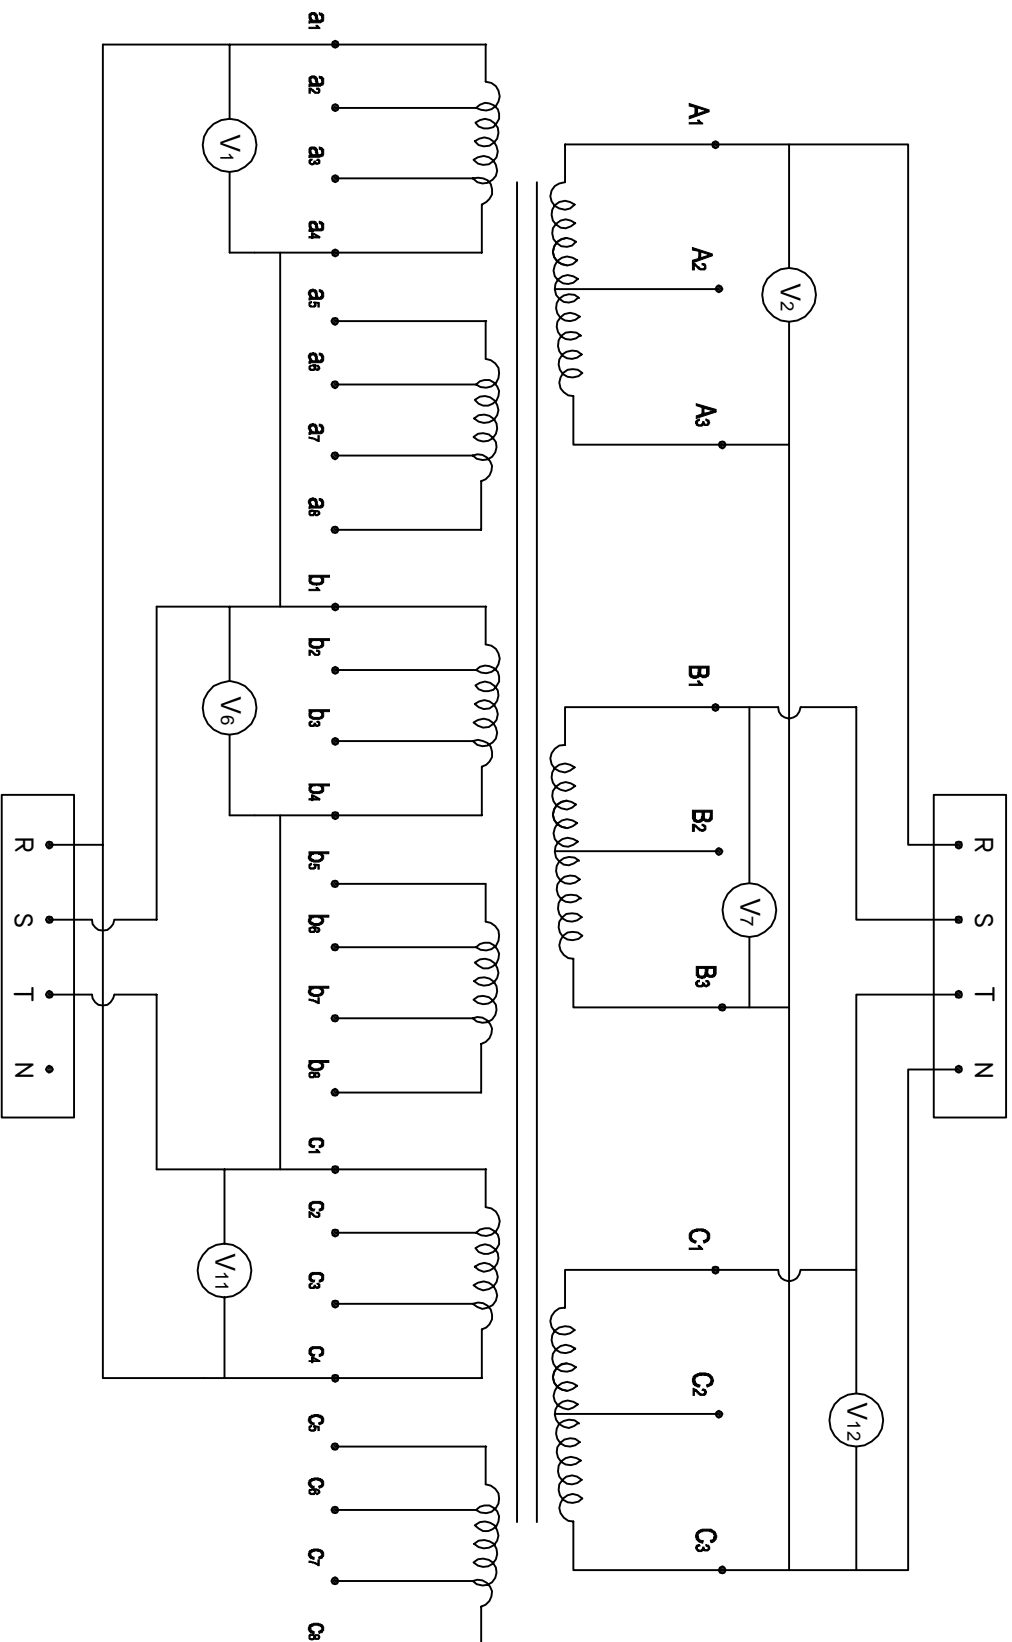 R S T N
V12
V2
V7
A1 A2 A3 B1 B2 B3 C1 C2 C3
a1 a2 a3 a4 a5 a6 a7 a8 b1 b2 b3 b4 b5 b6 b7 b8 c1 c2 c3 c4 c5 c6 c7 c8
V1 V6 V11
R S T N